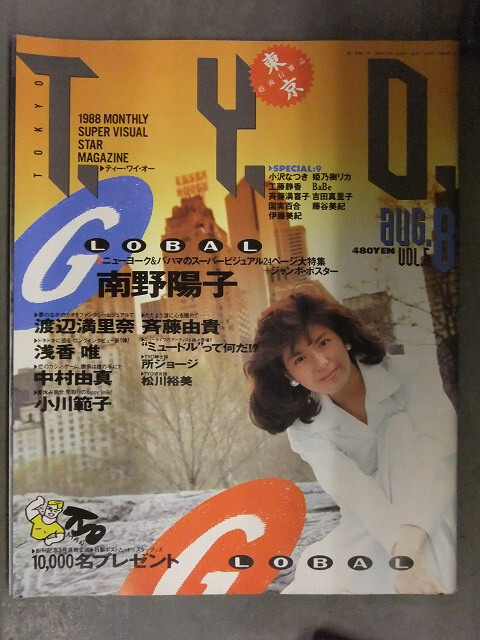 TOKYO
T.Y.O.
東京
1988 MONTHLY
SUPER VISUAL
STAR
MAGAZINE
▶ティー・ワイ・オー
▶SPECIAL:9
小沢なつき 姫乃樹リカ
工藤静香 BaBe
斉藤満喜子 吉田真里子
国実百合 藤谷美紀
伊藤美紀
aug. 8
480YEN VOL.5
GLOBAL
ニューヨーク&バハマのスーパービジュアル24ページ大特集
+ジャンボ・ポスター
南野陽子
渡辺満里奈 斉藤由貴
浅香 唯 “ミュードル”って何だ!?
中村由真 所ジョージ
小川範子 松川裕美
TYO
10,000名プレゼント
GLOBAL